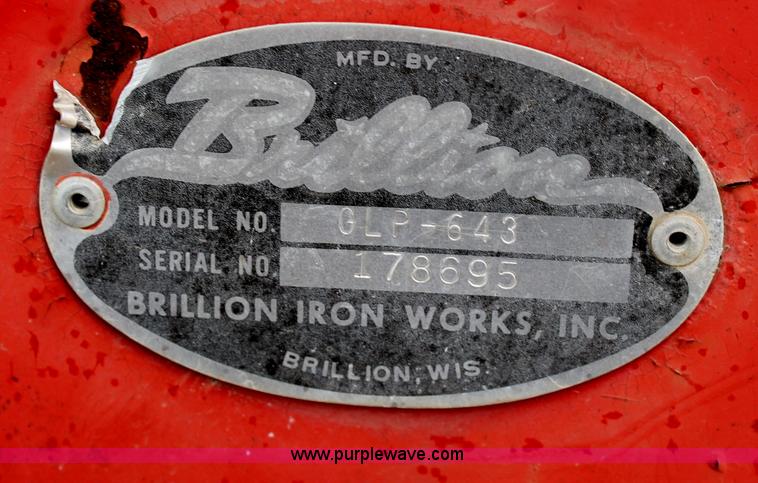 MFD. BY
Brillion
MODEL NO. GLP-643
SERIAL NO. 178695
BRILLION IRON WORKS, INC.
BRILLION, WIS.
www.purplewave.com